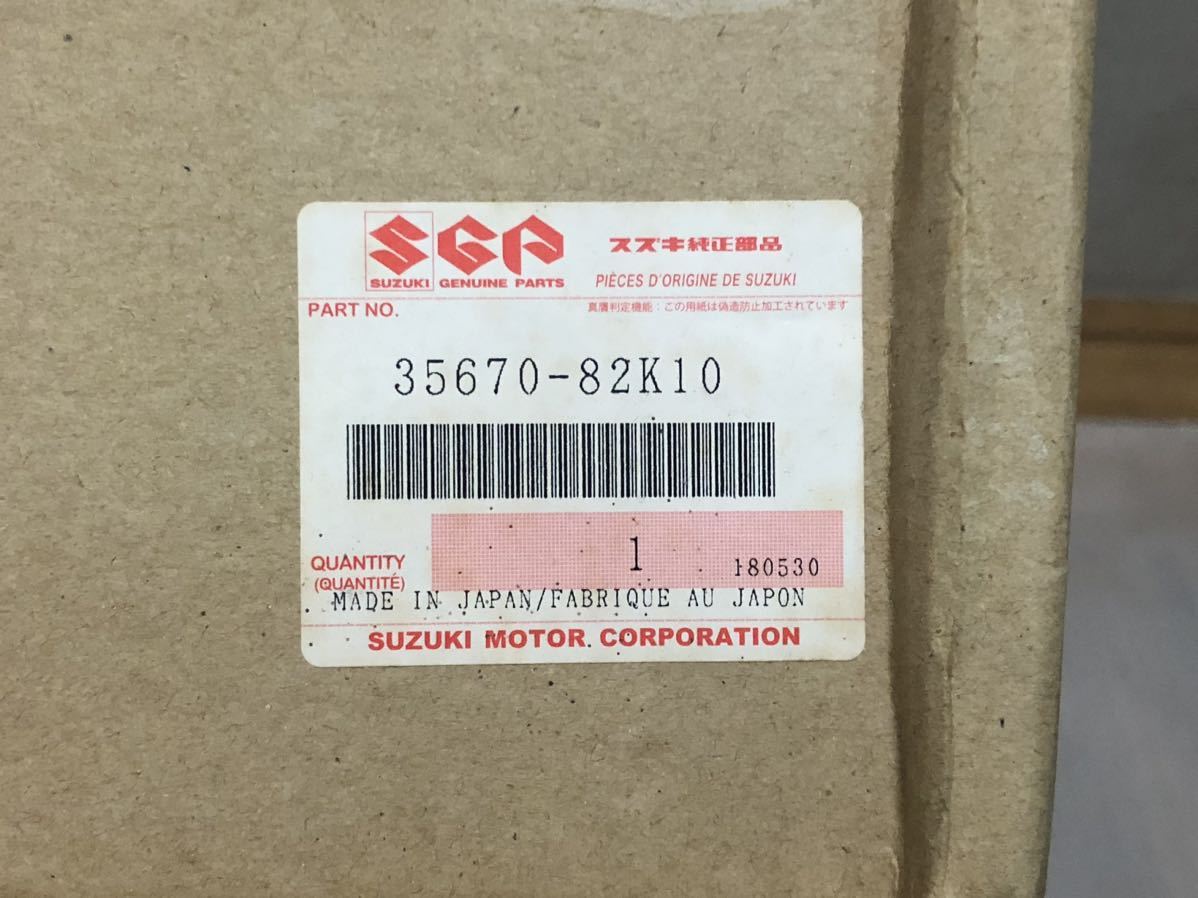 SGP スズキ純正部品
SUZUKI GENUINE PARTS PIÈCES D'ORIGINE DE SUZUKI
PART NO. 真贋判定機能：この用紙は偽造防止加工されています
35670-82K10
QUANTITY 1 180530
(QUANTITÉ)
MADE IN JAPAN/FABRIQUE AU JAPON
SUZUKI MOTOR CORPORATION